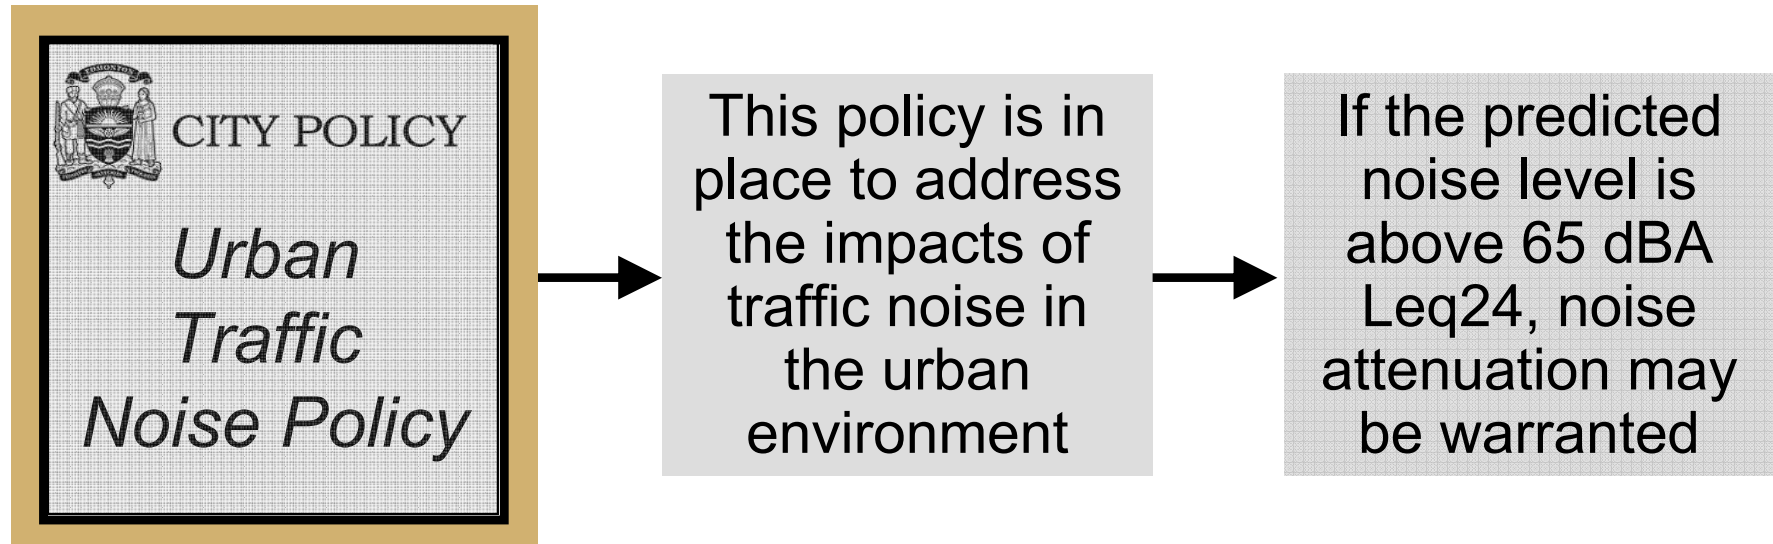 EDMONTON
CITY POLICY
Urban
Traffic
Noise Policy
This policy is in
place to address
the impacts of
traffic noise in
the urban
environment
If the predicted
noise level is
above 65 dBA
Leq24, noise
attenuation may
be warranted